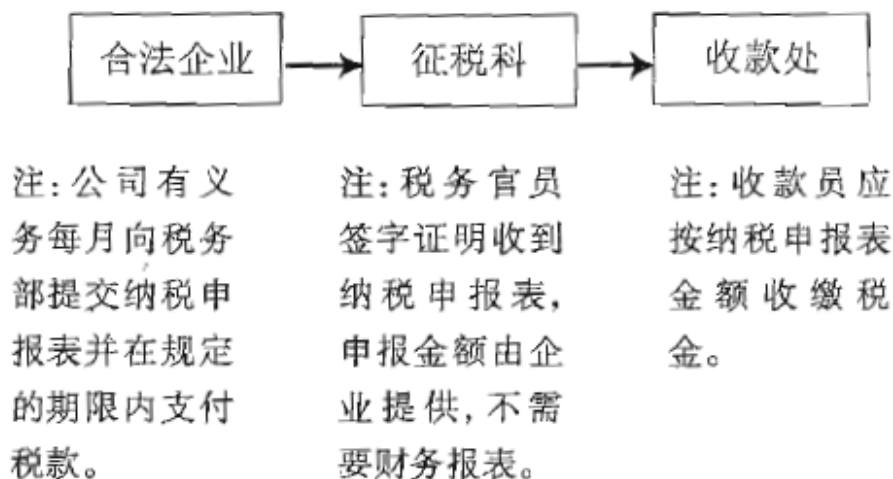 合法企业
征税科
收款处
注:公司有义
务每月向税务
部提交纳税申
报表并在规定
的期限内支付
税款。
注:税务官员
签字证明收到
纳税申报表,
申报金额由企
业提供,不需
要财务报表。
注:收款员应
按纳税申报表
金额收缴税
金。